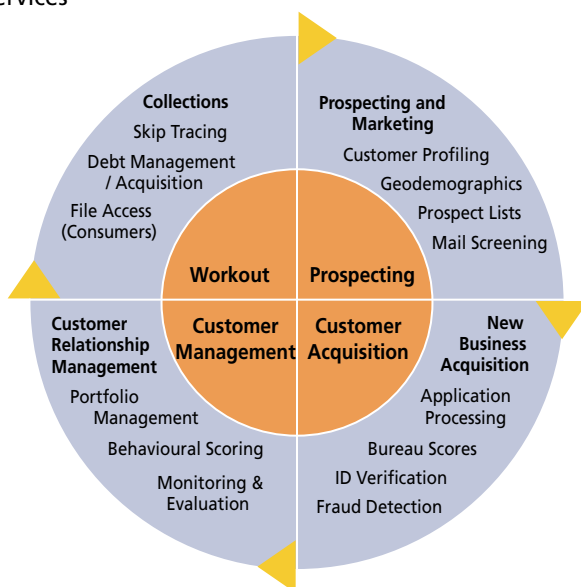 Collections
Skip Tracing
Debt Management
/ Acquisition
File Access
(Consumers)
Prospecting and
Marketing
Customer Profiling
Geodemographics
Prospect Lists
Mail Screening
Workout
Prospecting
Customer
Management
Customer
Acquisition
Customer
Relationship
Management
Portfolio
Management
Behavioural Scoring
Monitoring &
Evaluation
New
Business
Acquisition
Application
Processing
Bureau Scores
ID Verification
Fraud Detection